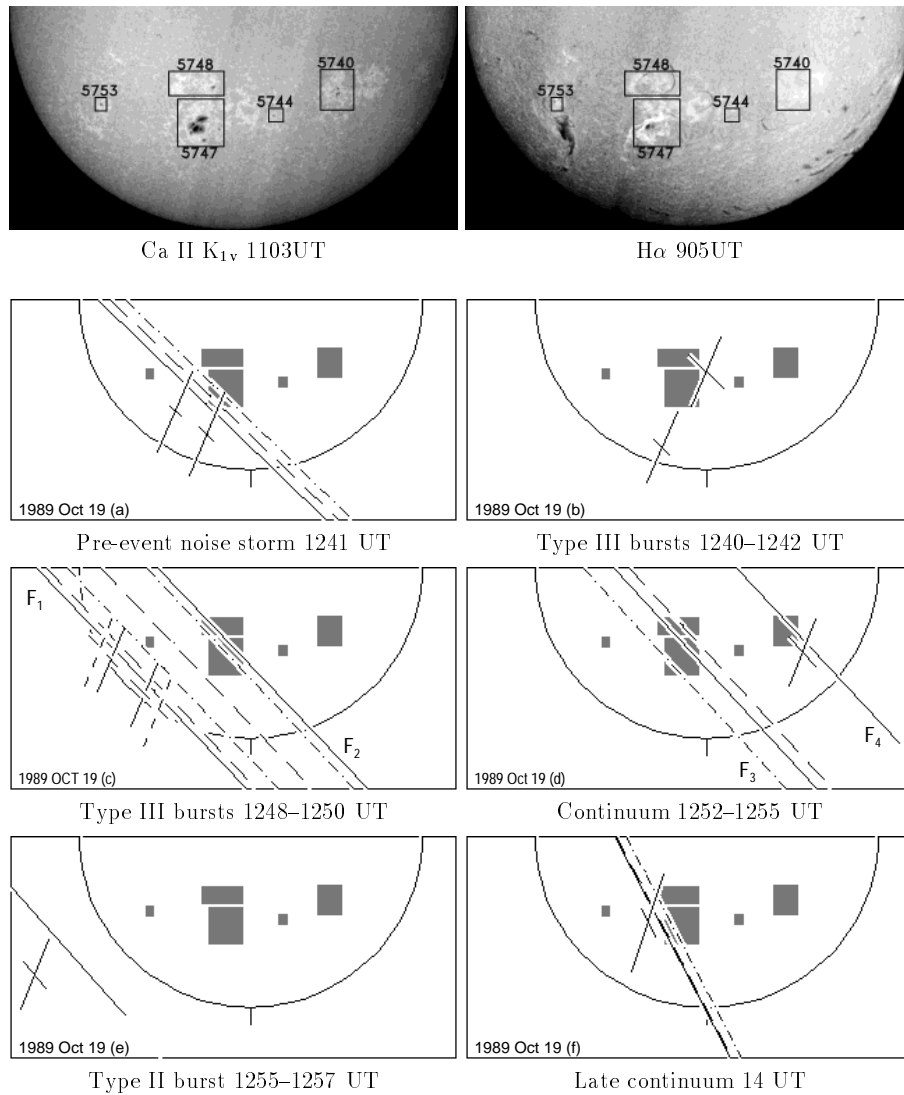 5748
5740
5753
5744
5747
5748
5740
5753
5744
5747
Ca II K1v 1103UT
Hα 905UT
1989 Oct 19 (a)
1989 Oct 19 (b)
Pre-event noise storm 1241 UT
Type III bursts 1240–1242 UT
F1
F2
1989 OCT 19 (c)
F4
F3
1989 Oct 19 (d)
Type III bursts 1248–1250 UT
Continuum 1252–1255 UT
1989 Oct 19 (e)
1989 Oct 19 (f)
Type II burst 1255–1257 UT
Late continuum 14 UT